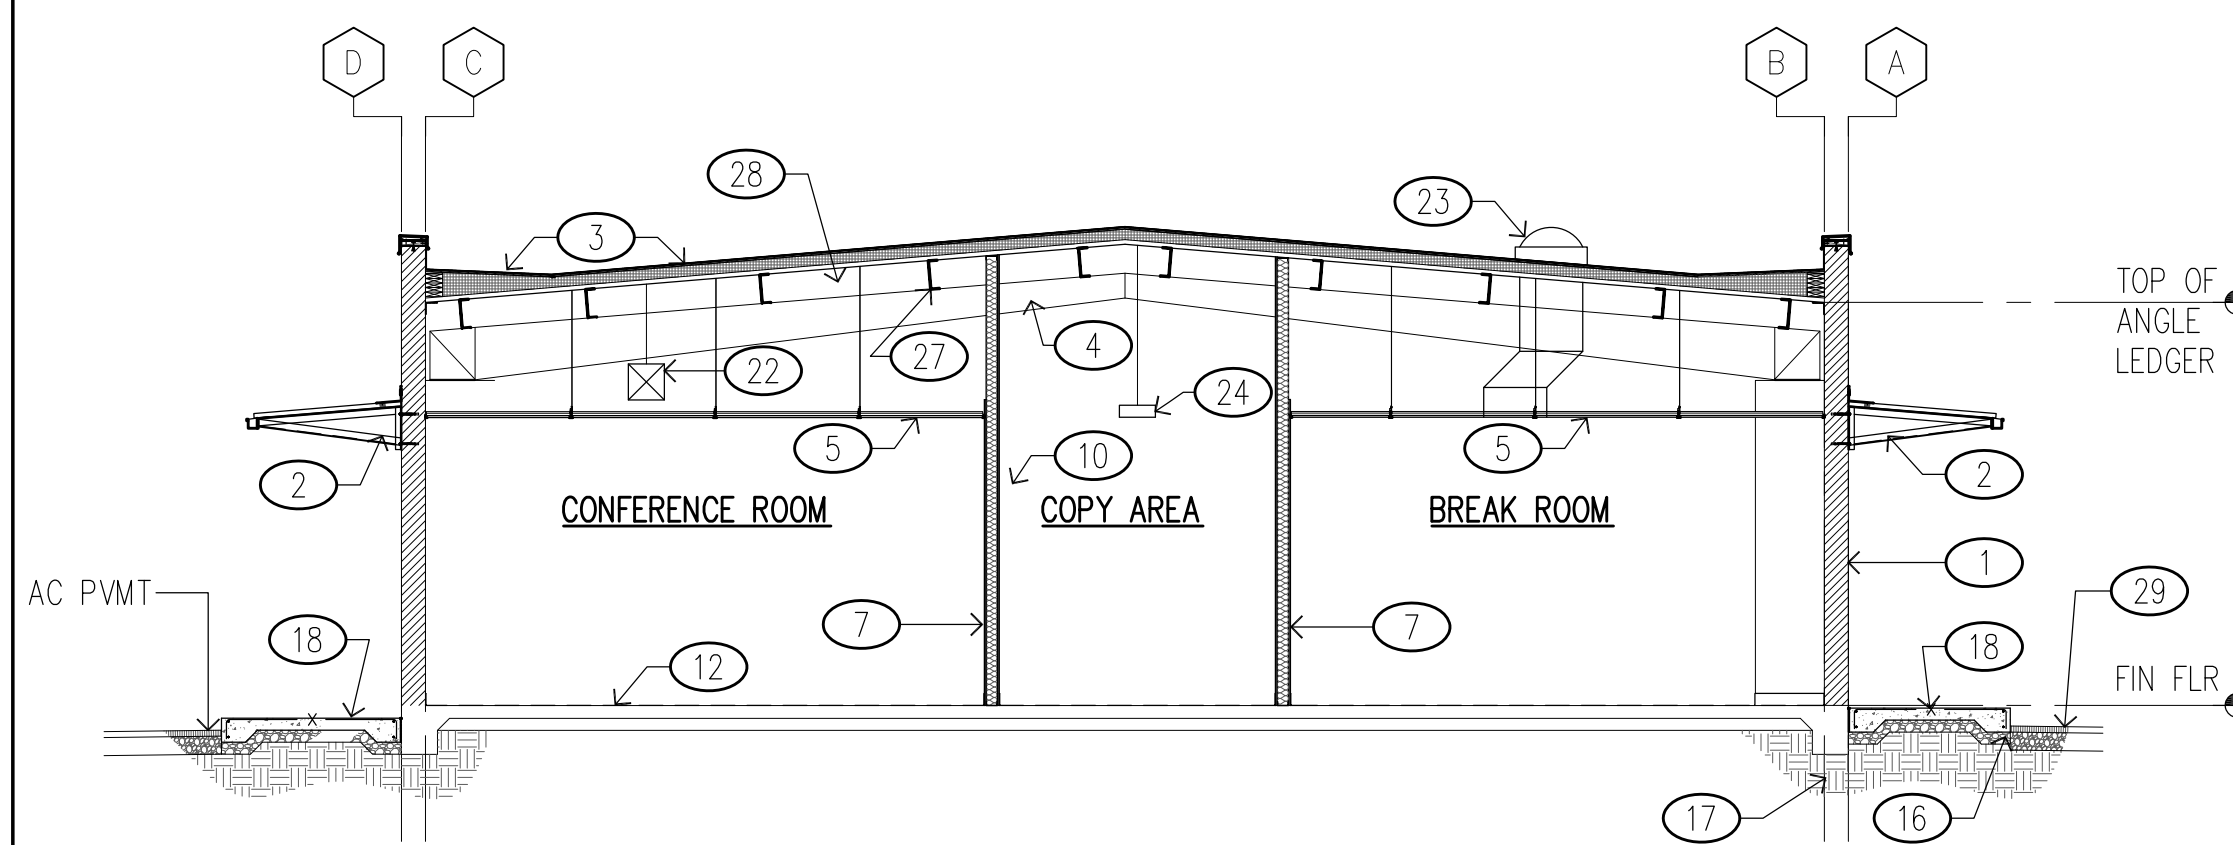 D
C
B
A
28
23
3
TOP OF
ANGLE
LEDGER
4
27
22
24
5
5
10
2
2
CONFERENCE ROOM
COPY AREA
BREAK ROOM
1
AC PVMT
29
7
7
18
18
12
FIN FLR
X
X
17
16